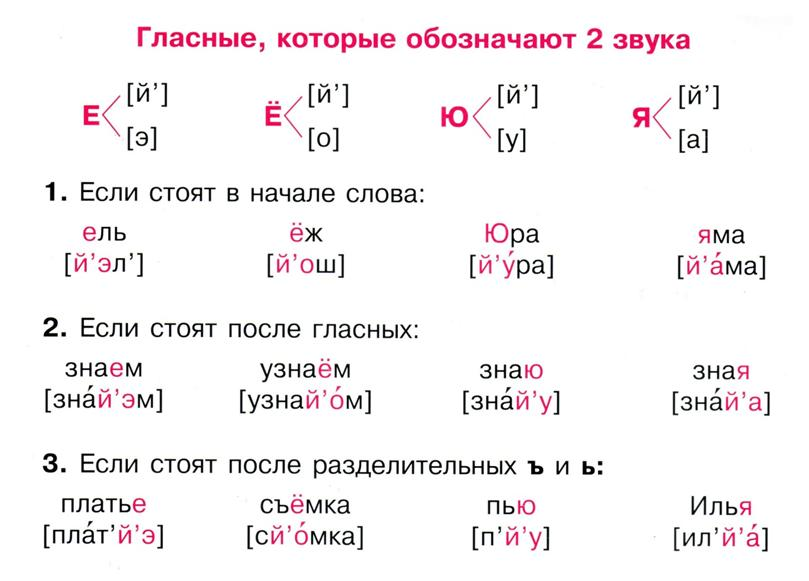 Гласные, которые обозначают 2 звука
Е [й’] [э] Ё [й’] [о] Ю [й’] [у] Я [й’] [а]
1. Если стоят в начале слова:
ель ёж Юра яма
[й’эл’] [й’ош] [й’у́ра] [й’а́ма]
2. Если стоят после гласных:
знаем узнаём знаю зная
[зна́й’эм] [узнай’о́м] [зна́й’у] [зна́й’а]
3. Если стоят после разделительных ъ и ь:
платье съёмка пью Илья
[пла́т’й’э] [сй’о́мка] [п’й’у] [ил’й’а́]